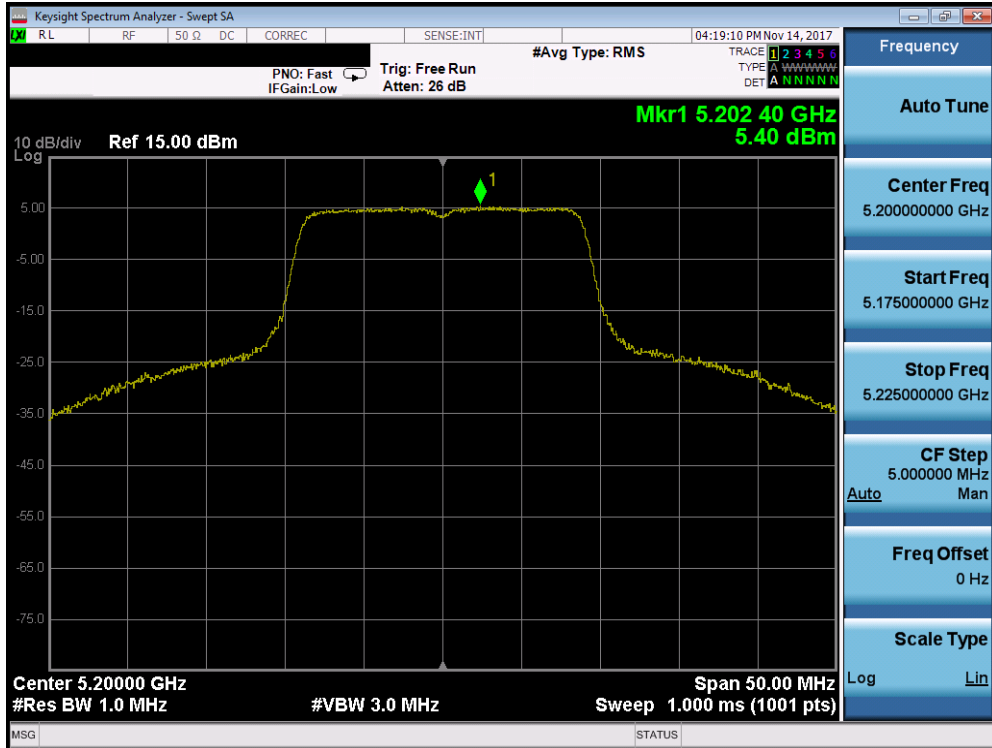 Keysight Spectrum Analyzer - Swept SA
LXI RL RF 50 Ω DC CORREC SENSE:INT 04:19:10 PM Nov 14, 2017
#Avg Type: RMS
TRACE 1 2 3 4 5 6
PNO: Fast Trig: Free Run TYPE A WWWWW
IFGain:Low Atten: 26 dB DET A N N N N N
Mkr1 5.202 40 GHz
5.40 dBm
10 dB/div Ref 15.00 dBm
Log
1
5.00
-5.00
-15.0
-25.0
-35.0
-45.0
-55.0
-65.0
-75.0
Center 5.20000 GHz Span 50.00 MHz
#Res BW 1.0 MHz #VBW 3.0 MHz Sweep 1.000 ms (1001 pts)
MSG STATUS
Frequency
Auto Tune
Center Freq
5.200000000 GHz
Start Freq
5.175000000 GHz
Stop Freq
5.225000000 GHz
CF Step
5.000000 MHz
Auto Man
Freq Offset
0 Hz
Scale Type
Log Lin